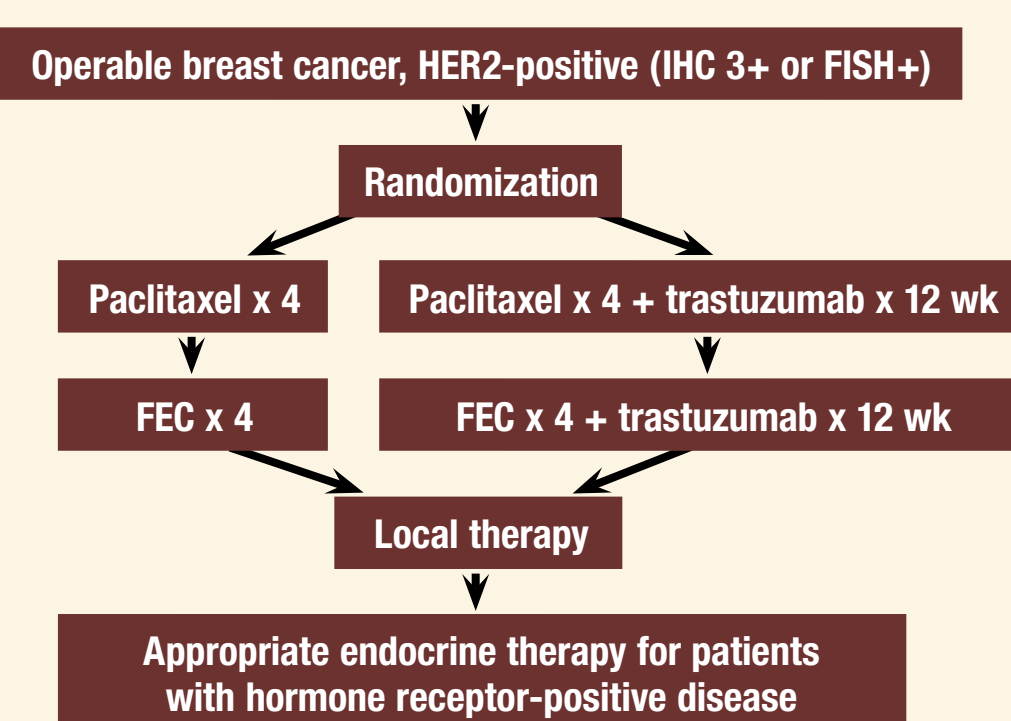 Operable breast cancer, HER2-positive (IHC 3+ or FISH+)
Randomization
Paclitaxel x 4
Paclitaxel x 4 + trastuzumab x 12 wk
FEC x 4
FEC x 4 + trastuzumab x 12 wk
Local therapy
Appropriate endocrine therapy for patients
with hormone receptor-positive disease